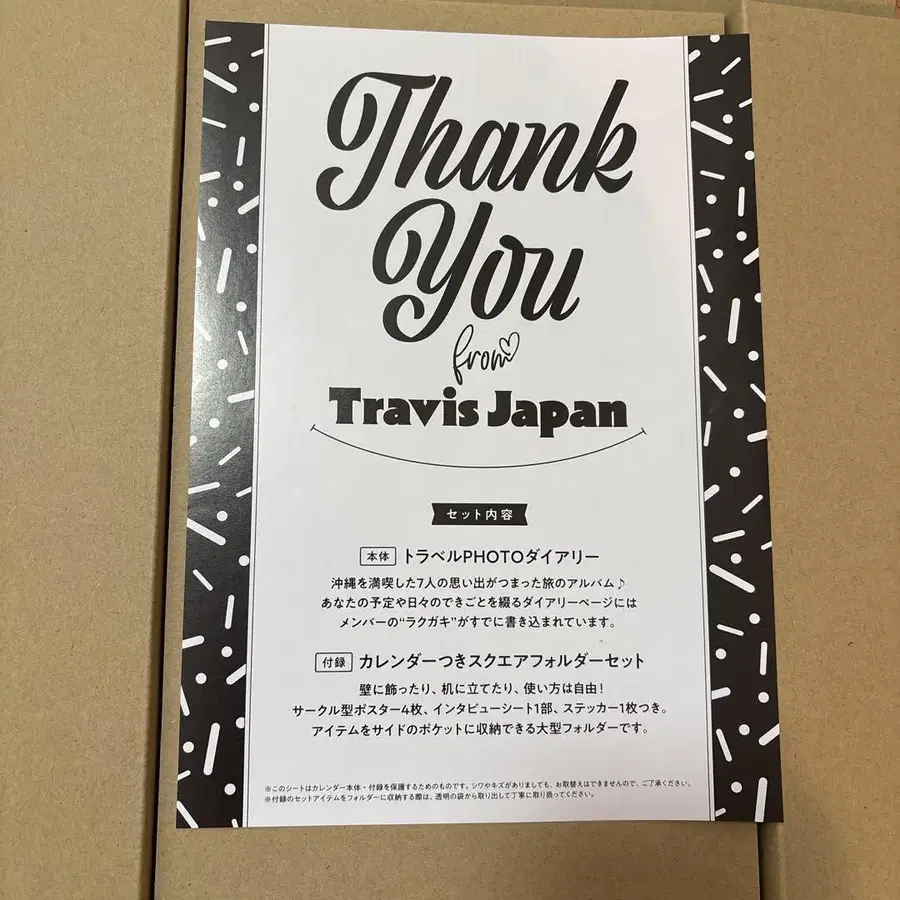 Thank
You
from
Travis Japan
セット内容
本体 トラベルPHOTOダイアリー
沖縄を満喫した7人の思い出がつまった旅のアルバム♪
あなたの予定や日々のできごとを綴るダイアリーページには
メンバーの“ラクガキ”がすでに書き込まれています。
付録 カレンダーつきスクエアフォルダーセット
壁に飾ったり、机に立てたり、使い方は自由！
サークル型ポスター4枚、インタビューシート1部、ステッカー1枚つき。
アイテムをサイドのポケットに収納できる大型フォルダーです。
※このシートはカレンダー本体・付録を保護するためのものです。シワやキズがありましても、お取替えはできませんので、ご了承ください。
※付録のセットアイテムをフォルダーに収納する際は、透明の袋から取り出して丁寧に取り扱ってください。